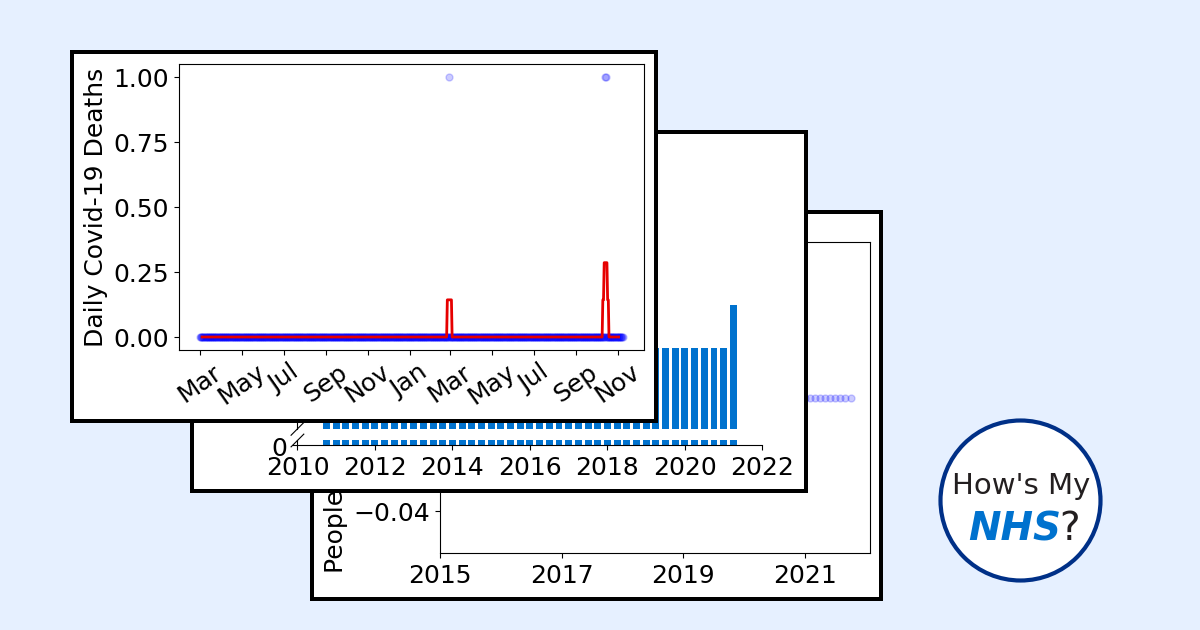 Daily Covid-19 Deaths
1.00
0.75
0.50
0.25
0.00
Mar May Jul Sep Nov Jan Mar May Jul Sep Nov
0
2010 2012 2014 2016 2018 2020 2022
People
−0.04
2015 2017 2019 2021
How's My
NHS?